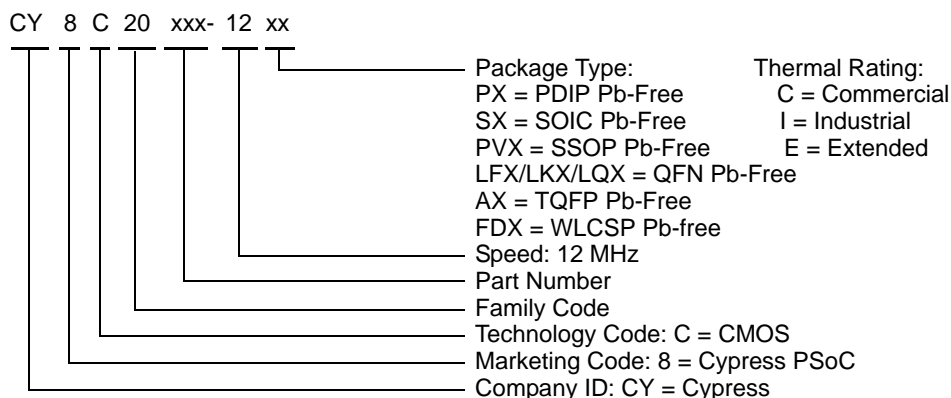 CY 8 C 20 xxx- 12 xx
Package Type: Thermal Rating:
PX = PDIP Pb-Free C = Commercial
SX = SOIC Pb-Free I = Industrial
PVX = SSOP Pb-Free E = Extended
LFX/LKX/LQX = QFN Pb-Free
AX = TQFP Pb-Free
FDX = WLCSP Pb-free
Speed: 12 MHz
Part Number
Family Code
Technology Code: C = CMOS
Marketing Code: 8 = Cypress PSoC
Company ID: CY = Cypress